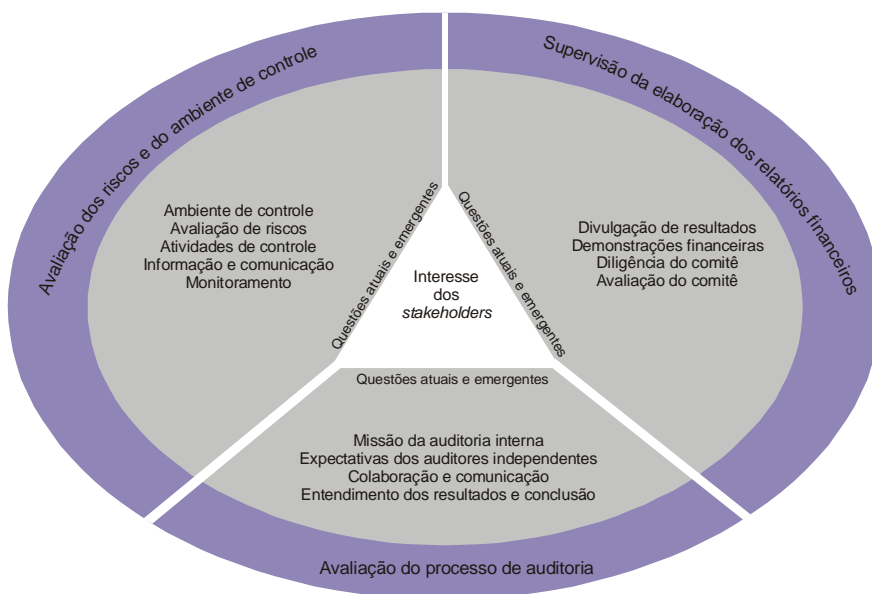 Avaliação dos riscos e do ambiente de controle
Supervisão da elaboração dos relatórios financeiros
Ambiente de controle
Avaliação de riscos
Atividades de controle
Informação e comunicação
Monitoramento
Questões atuais e emergentes
Interesse
dos
stakeholders
Questões atuais e emergentes
Divulgação de resultados
Demonstrações financeiras
Diligência do comitê
Avaliação do comitê
Questões atuais e emergentes
Missão da auditoria interna
Expectativas dos auditores independentes
Colaboração e comunicação
Entendimento dos resultados e conclusão
Avaliação do processo de auditoria